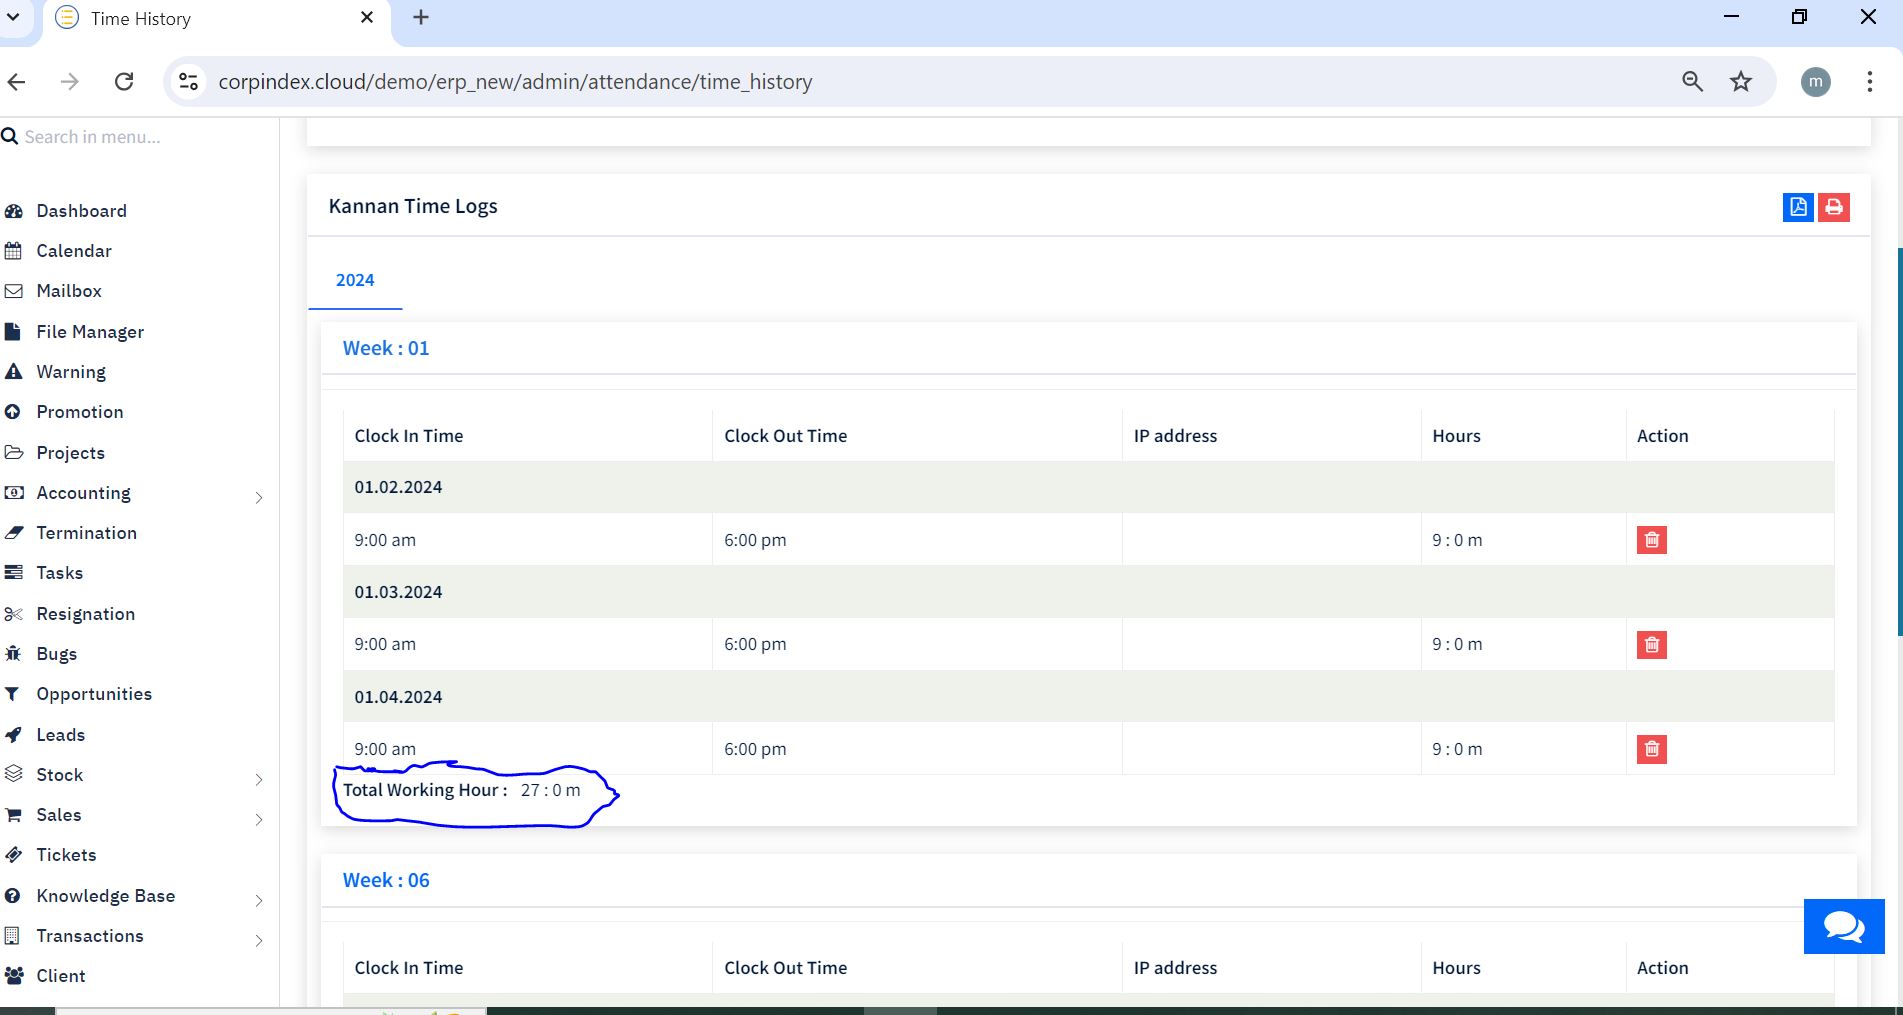 Time History
corpindex.cloud/demo/erp_new/admin/attendance/time_history
m
Search in menu...
Dashboard
Calendar
Mailbox
File Manager
Warning
Promotion
Projects
Accounting
Termination
Tasks
Resignation
Bugs
Opportunities
Leads
Stock
Sales
Tickets
Knowledge Base
Transactions
Client
Kannan Time Logs
2024
Week : 01
Clock In Time Clock Out Time IP address Hours Action
01.02.2024
9:00 am 6:00 pm 9 : 0 m
01.03.2024
9:00 am 6:00 pm 9 : 0 m
01.04.2024
9:00 am 6:00 pm 9 : 0 m
Total Working Hour : 27 : 0 m
Week : 06
Clock In Time Clock Out Time IP address Hours Action